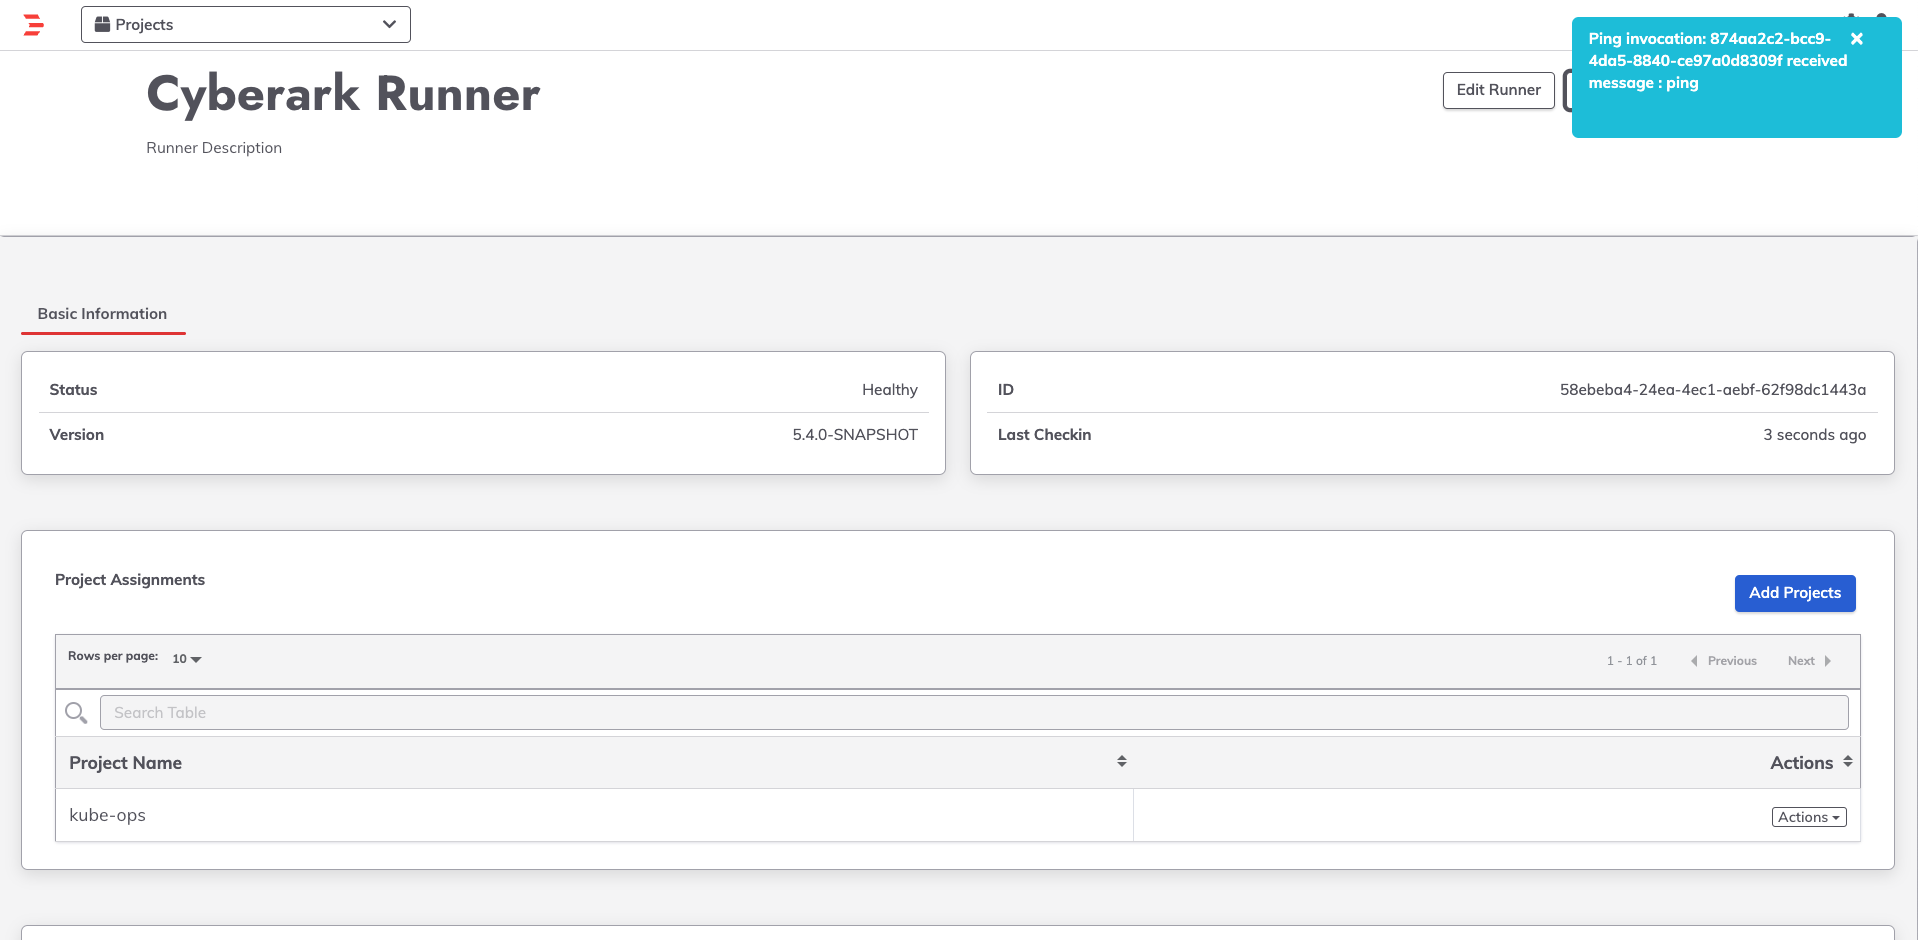 Projects
Ping invocation: 874aa2c2-bcc9-
4da5-8840-ce97a0d8309f received
message : ping
Cyberark Runner
Edit Runner
Runner Description
Basic Information
Status Healthy
Version 5.4.0-SNAPSHOT
ID 58ebeba4-24ea-4ec1-aebf-62f98dc1443a
Last Checkin 3 seconds ago
Project Assignments
Add Projects
Rows per page: 10
1 - 1 of 1 Previous Next
Search Table
Project Name Actions
kube-ops Actions